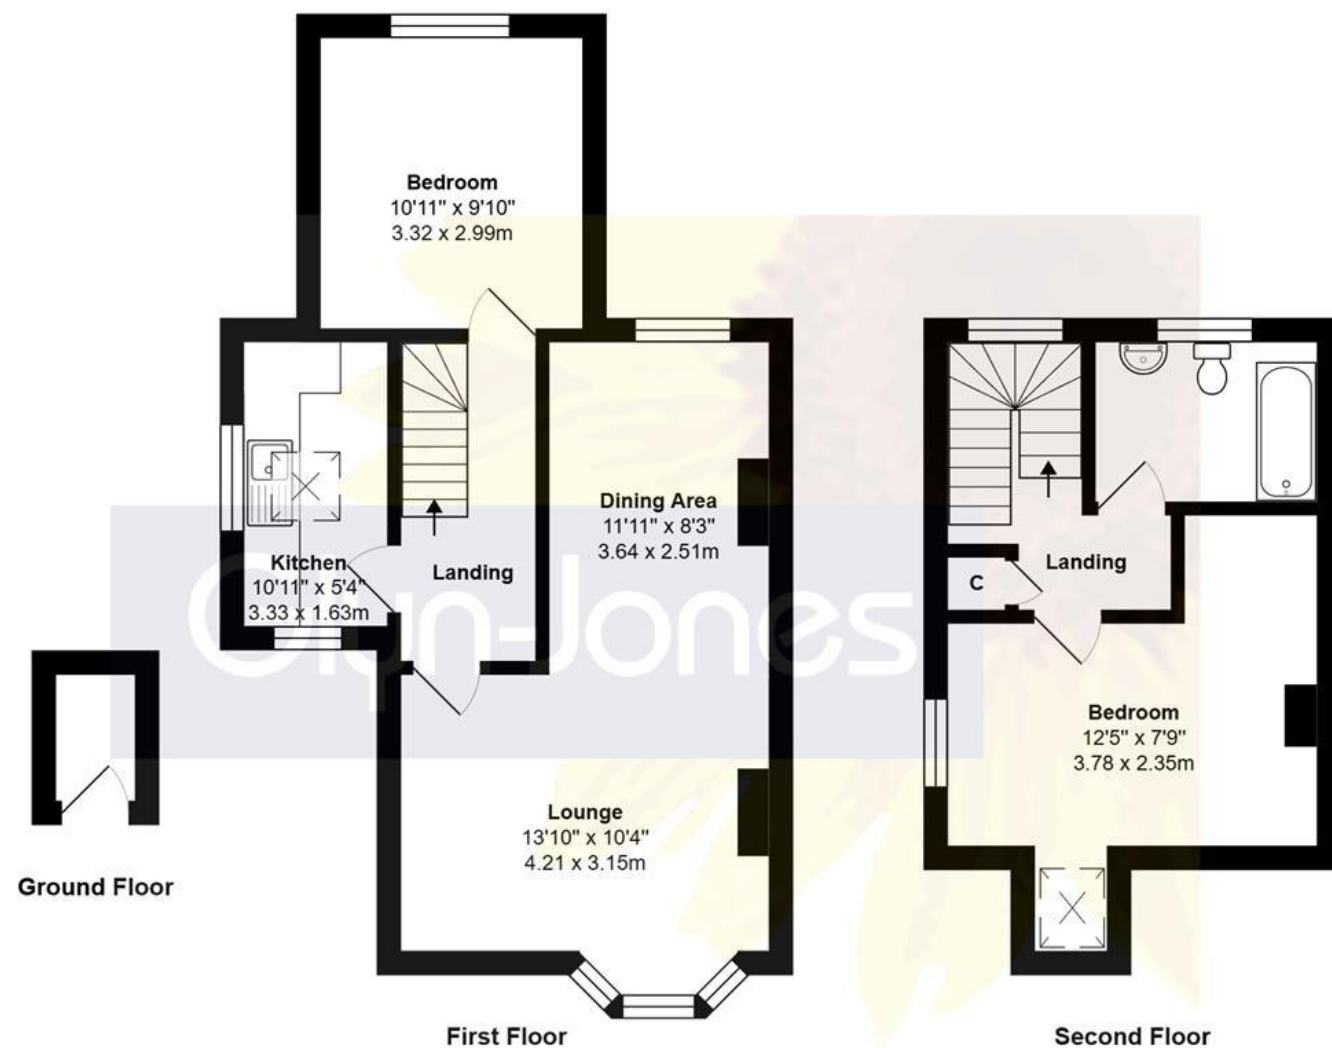 Bedroom
10'11" x 9'10"
3.32 x 2.99m
Dining Area
11'11" x 8'3"
3.64 x 2.51m
Kitchen
10'11" x 5'4"
3.33 x 1.63m
Landing
Glyn-Jones
Lounge
13'10" x 10'4"
4.21 x 3.15m
Ground Floor
First Floor
Landing
C
Bedroom
12'5" x 7'9"
3.78 x 2.35m
Second Floor